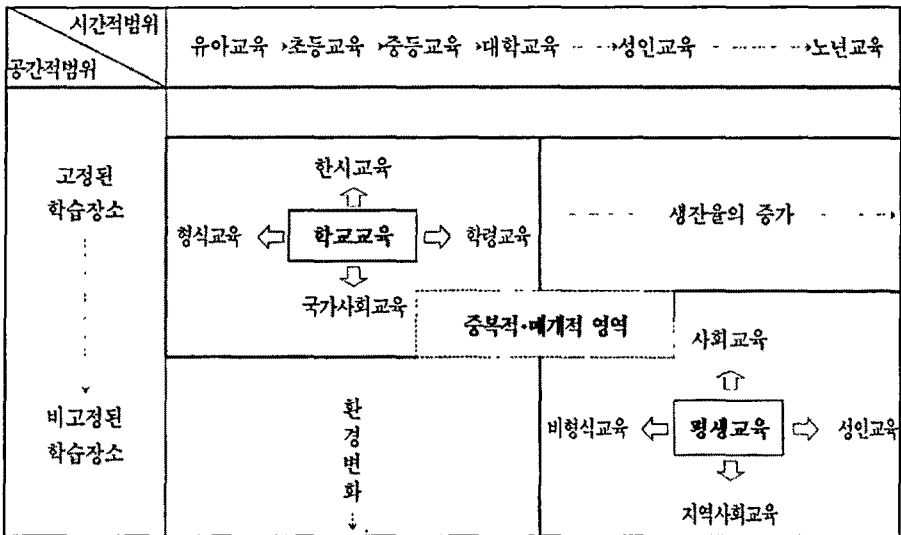 시간적범위
공간적범위
유아교육 →초등교육 →중등교육 →대학교육 →성인교육 →노년교육
고정된
학습장소
비고정된
학습장소
한시교육
형식교육
학교교육
학령교육
국가사회교육
생잔율의 증가
중복적·매개적 영역
환
경
변
화
사회교육
비형식교육
평생교육
성인교육
지역사회교육